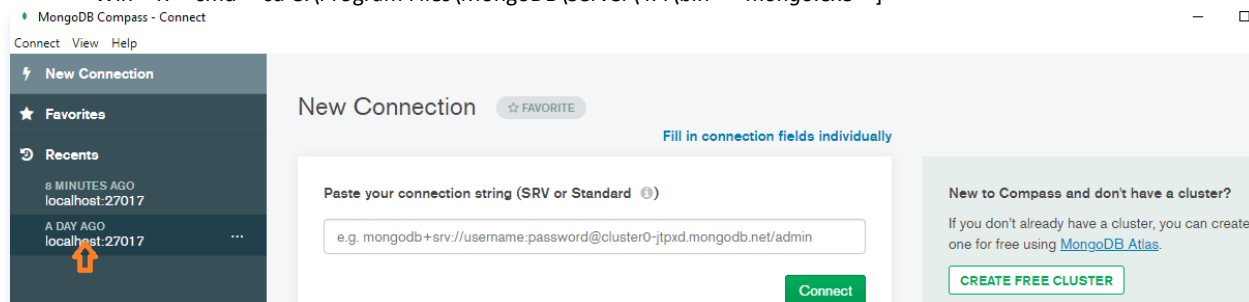 MongoDB Compass - Connect
Connect View Help
New Connection
Favorites
Recents
8 MINUTES AGO
localhost:27017
A DAY AGO
localhost:27017
...
New Connection
FAVORITE
Fill in connection fields individually
Paste your connection string (SRV or Standard )
e.g. mongodb+srv://username:password@cluster0-jtpxd.mongodb.net/admin
Connect
New to Compass and don't have a cluster?
If you don't already have a cluster, you can create
one for free using MongoDB Atlas.
CREATE FREE CLUSTER